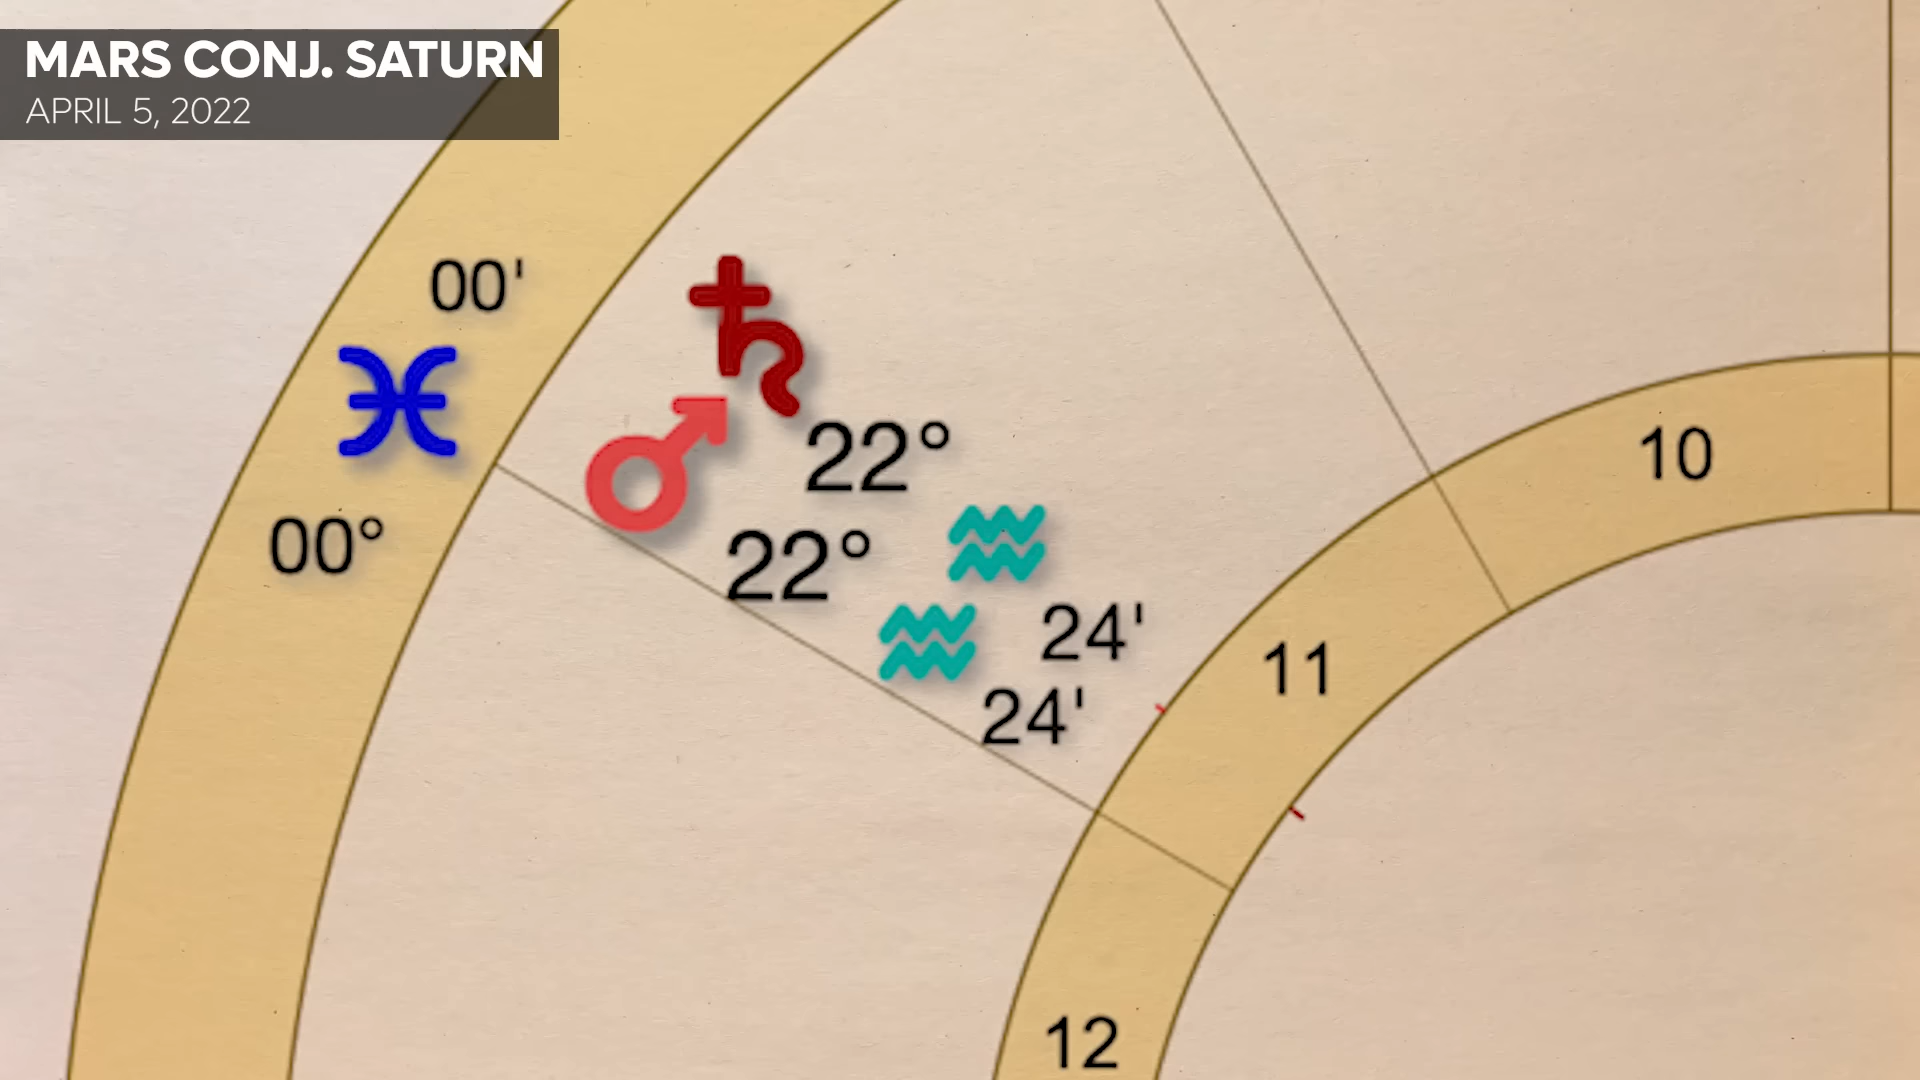 MARS CONJ. SATURN
APRIL 5, 2022
00'
♓
00°
♄ 22° ♒ 24'
♂ 22° ♒ 24'
10
11
12